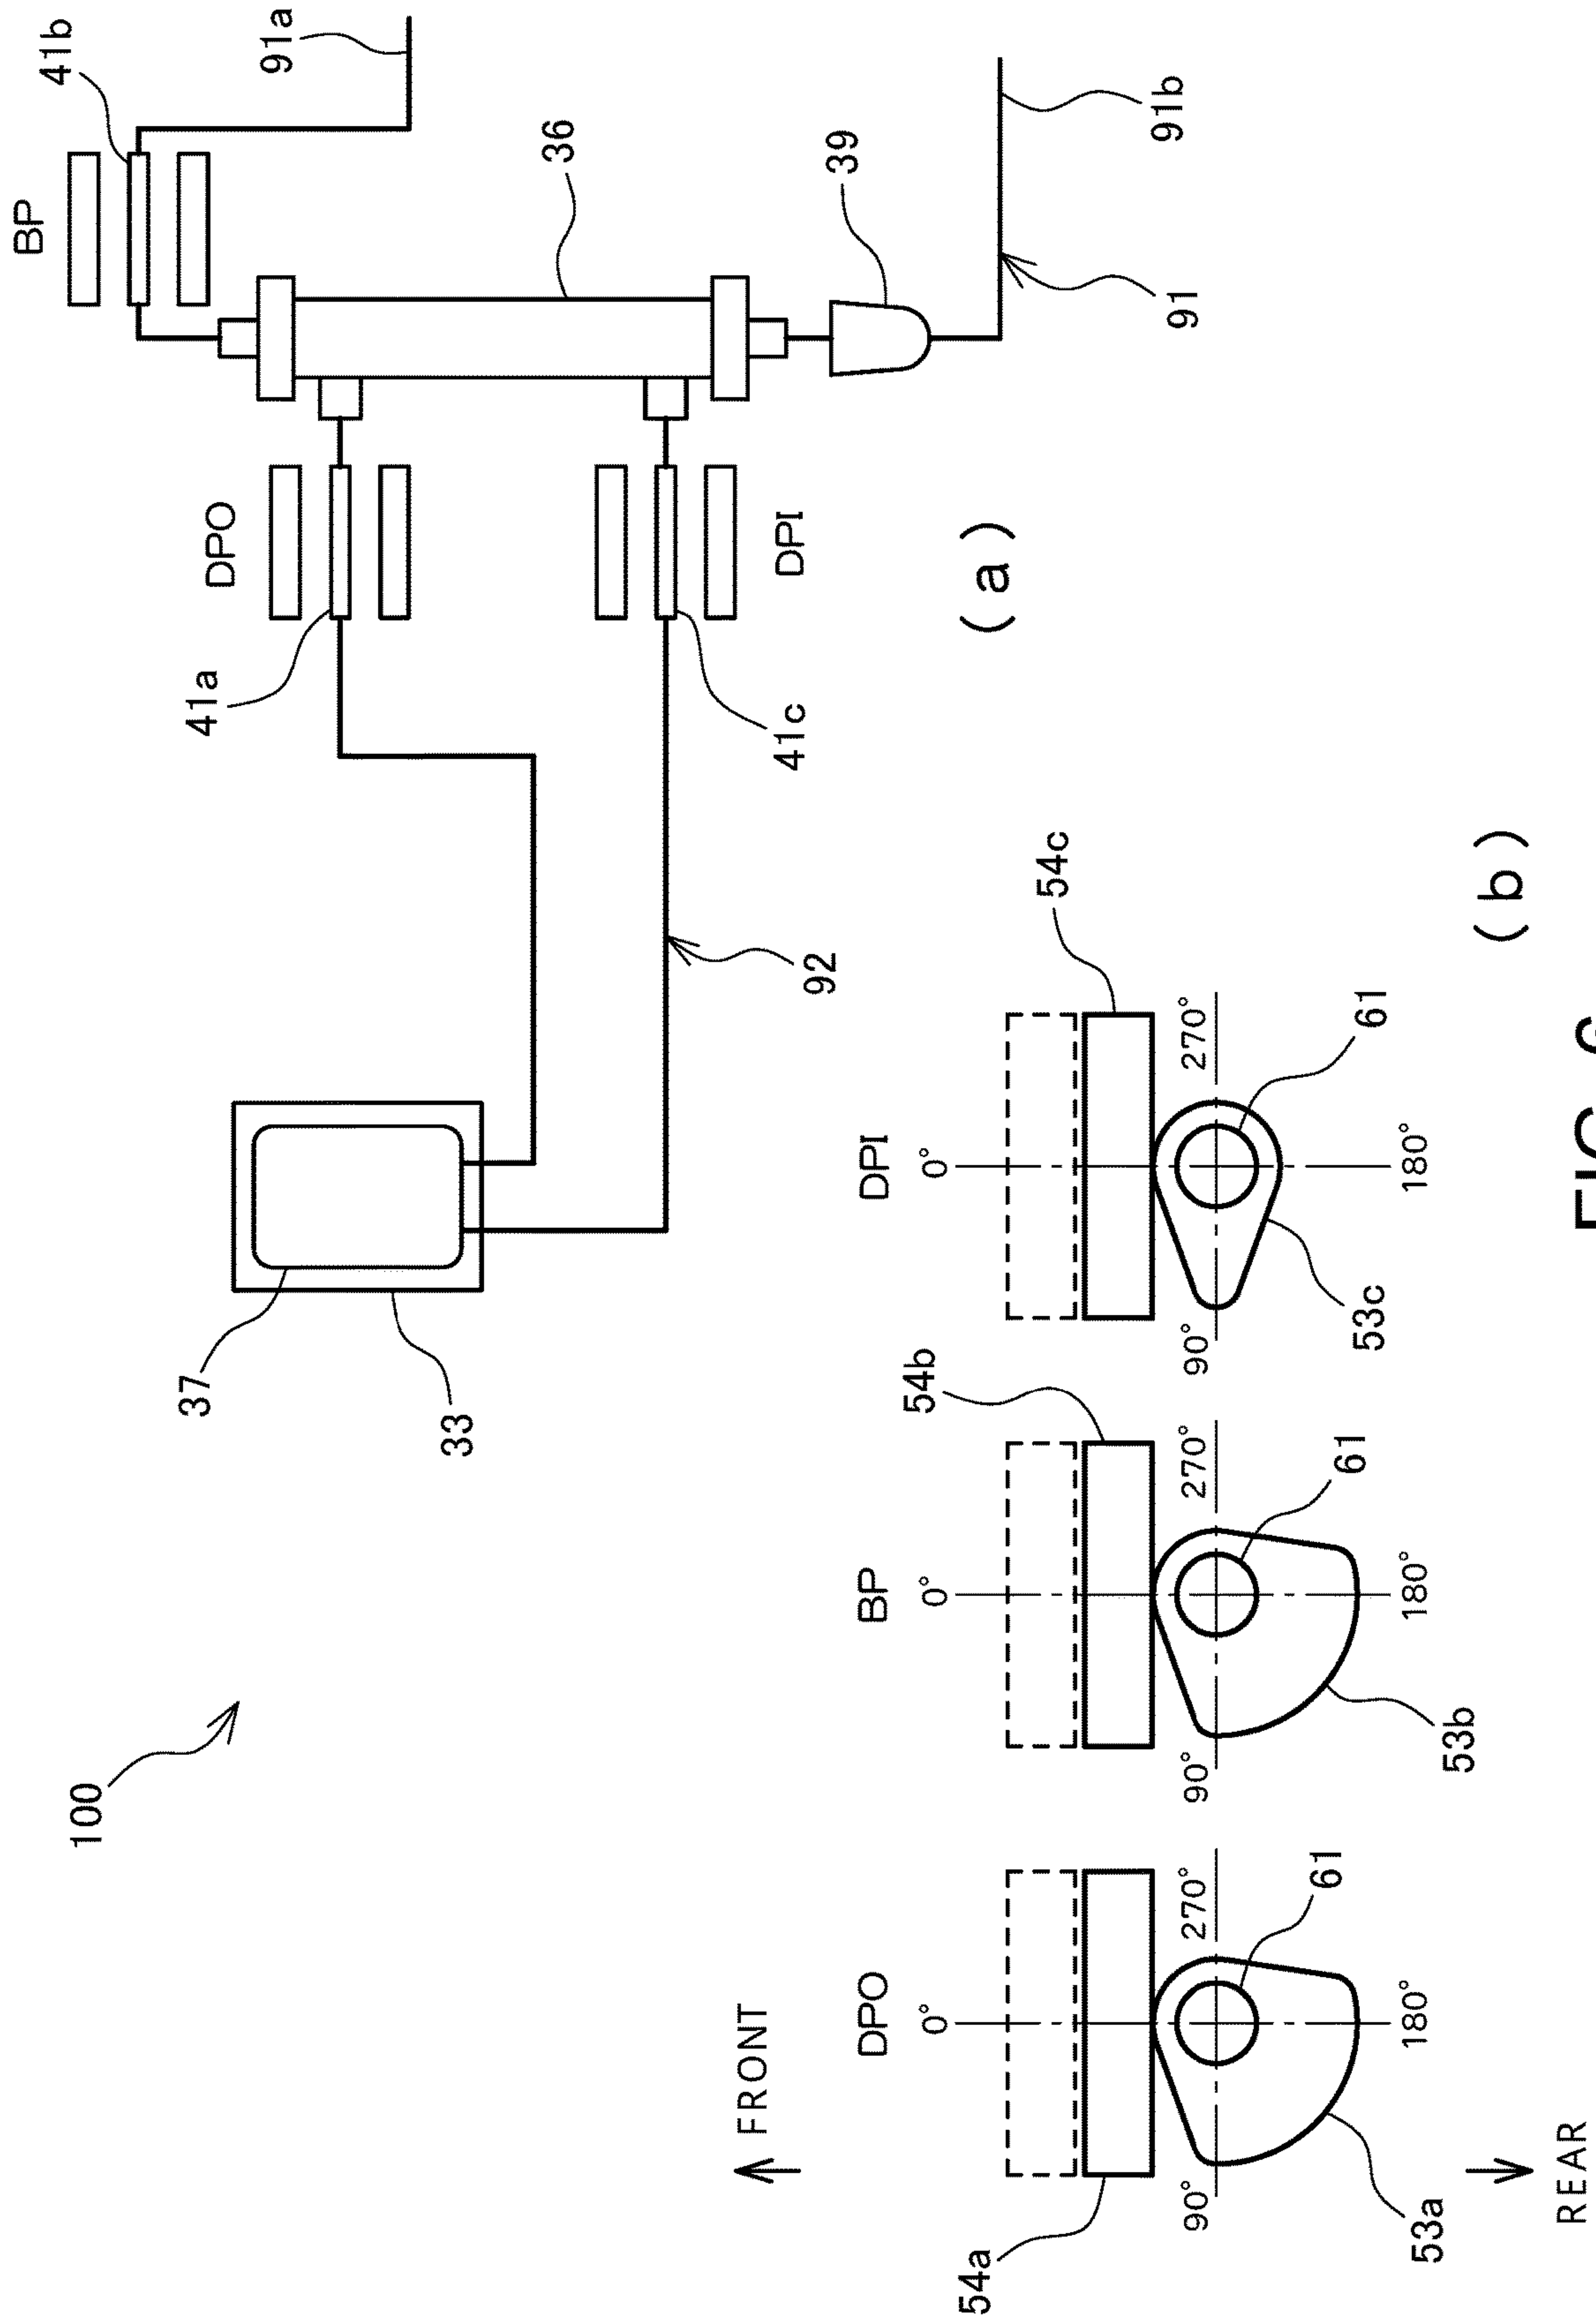 BP
41b
100
37
41a
DPO
91a
33
36
FRONT
92
41c
DPI
39
91b
91
(a)
DPO
BP
DPI
0°
0°
0°
54a
54b
54c
90°
270°
90°
270°
90°
270°
61
61
61
180°
180°
180°
53a
53b
53c
(b)
REAR
FIG.